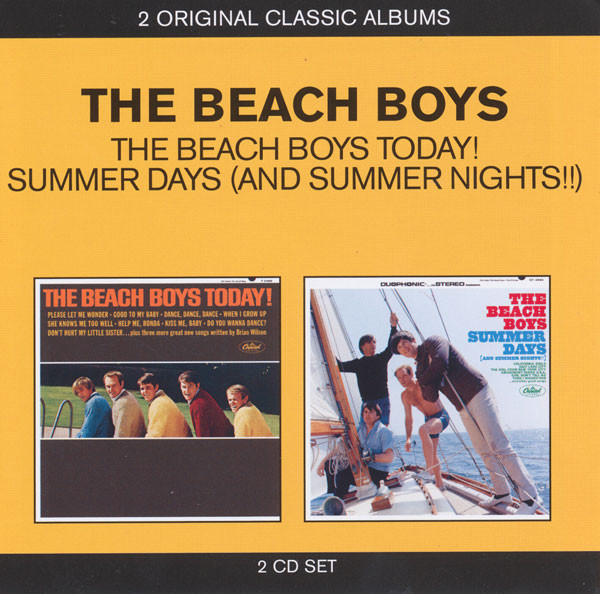 2 ORIGINAL CLASSIC ALBUMS
THE BEACH BOYS
THE BEACH BOYS TODAY!
SUMMER DAYS (AND SUMMER NIGHTS!!)
THE BEACH BOYS TODAY!
PLEASE LET ME WONDER • GOOD TO MY BABY • DANCE, DANCE, DANCE • WHEN I GROW UP
SHE KNOWS ME TOO WELL • HELP ME, RONDA • KISS ME, BABY • DO YOU WANNA DANCE?
DON'T HURT MY LITTLE SISTER...plus three more great new songs written by Brian Wilson
Capitol
DUOPHONIC STEREO
THE
BEACH
BOYS
SUMMER
DAYS
(AND SUMMER NIGHTS!!)
Capitol
2 CD SET